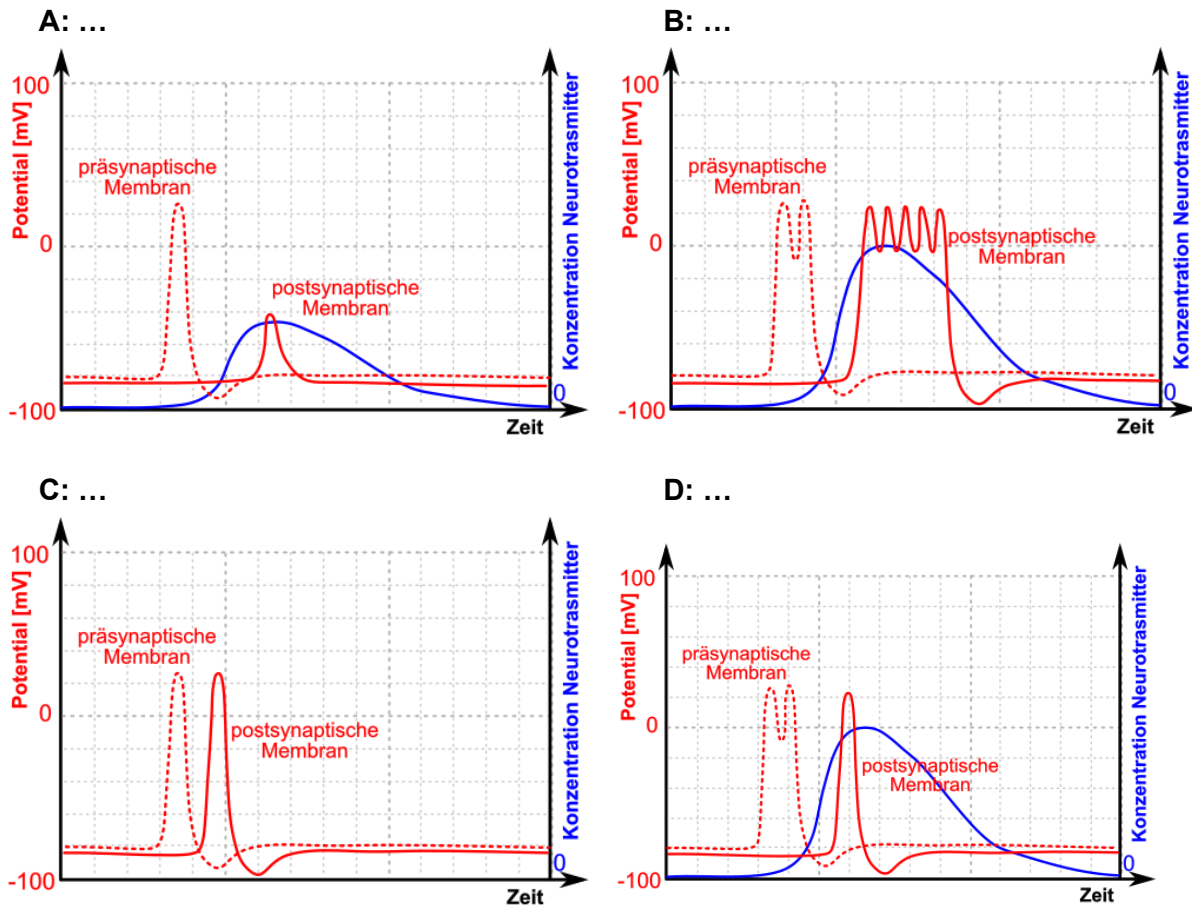 A: ...
100
Potential [mV]
0
-100
präsynaptische
Membran
postsynaptische
Membran
Konzentration Neurotrasmitter
0
Zeit
B: ...
100
Potential [mV]
0
-100
präsynaptische
Membran
postsynaptische
Membran
Konzentration Neurotrasmitter
0
Zeit
C: ...
100
Potential [mV]
0
-100
präsynaptische
Membran
postsynaptische
Membran
Konzentration Neurotrasmitter
0
Zeit
D: ...
100
Potential [mV]
0
-100
präsynaptische
Membran
postsynaptische
Membran
Konzentration Neurotrasmitter
0
Zeit